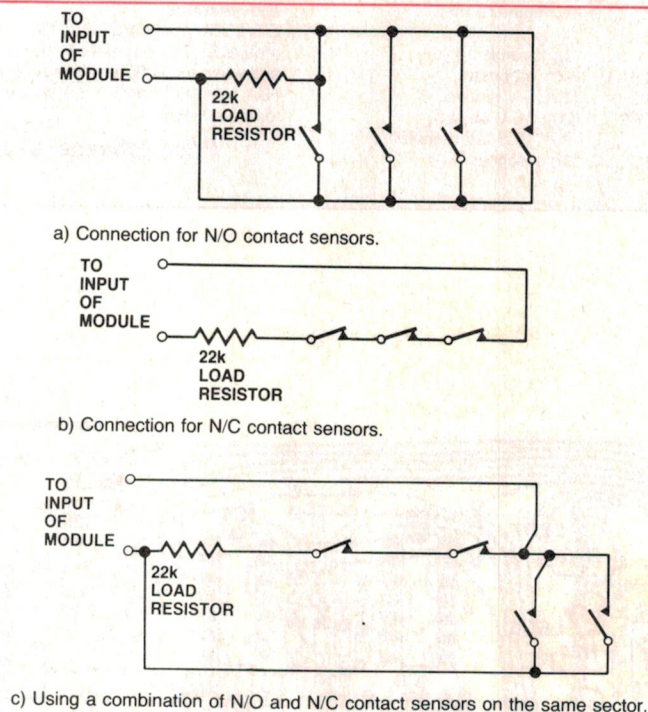 TO
INPUT
OF
MODULE
22k
LOAD
RESISTOR
a) Connection for N/O contact sensors.
TO
INPUT
OF
MODULE
22k
LOAD
RESISTOR
b) Connection for N/C contact sensors.
TO
INPUT
OF
MODULE
22k
LOAD
RESISTOR
c) Using a combination of N/O and N/C contact sensors on the same sector.